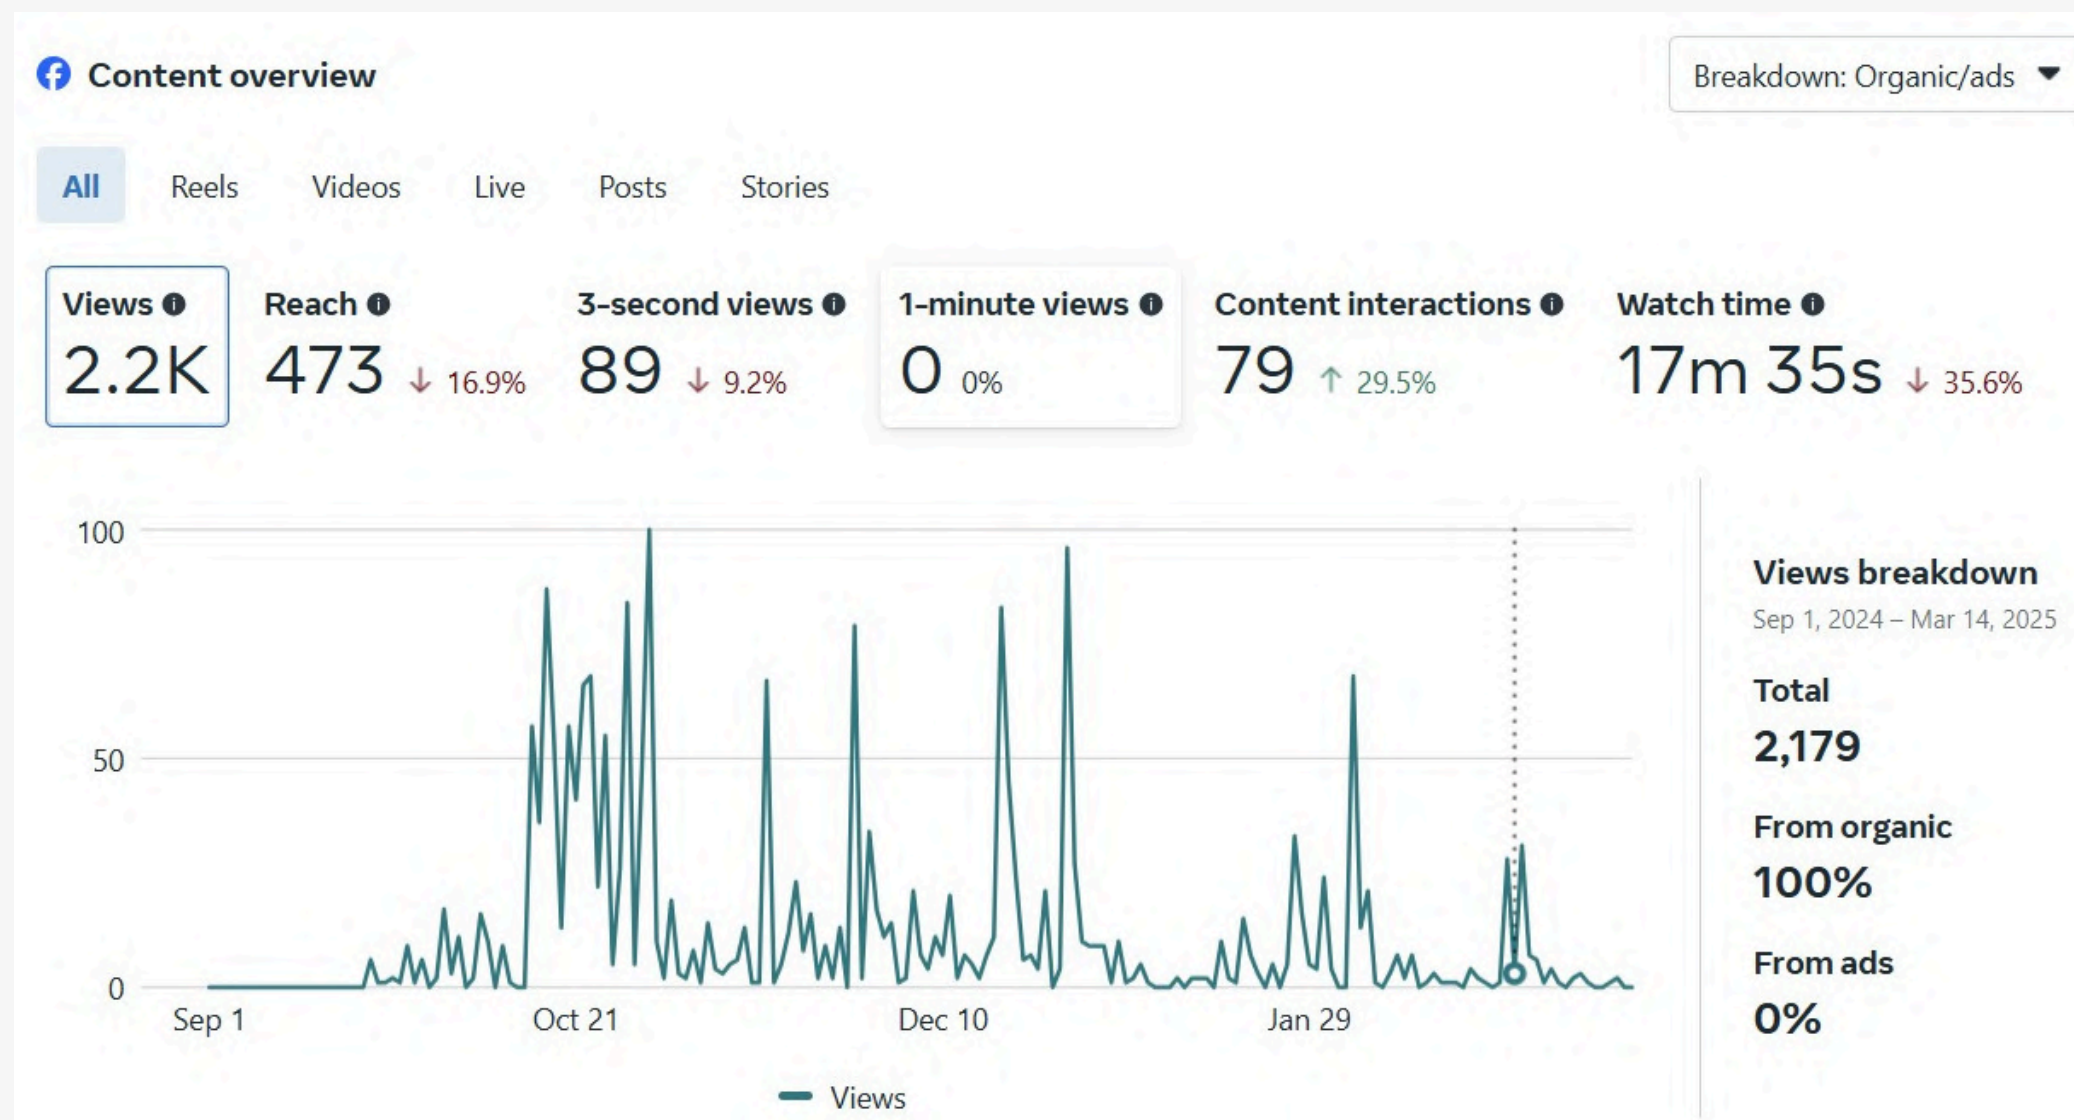 Content overview
Breakdown: Organic/ads
All Reels Videos Live Posts Stories
Views Reach 3-second views 1-minute views Content interactions Watch time
2.2K 473 ↓ 16.9% 89 ↓ 9.2% 0 0% 79 ↑ 29.5% 17m 35s ↓ 35.6%
100
50
0
Sep 1 Oct 21 Dec 10 Jan 29
Views
Views breakdown
Sep 1, 2024 – Mar 14, 2025
Total
2,179
From organic
100%
From ads
0%